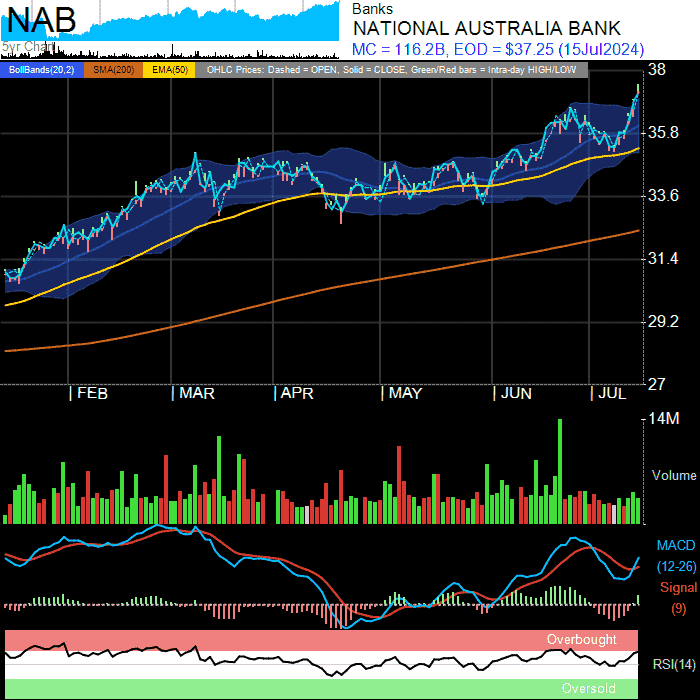 NAB
5yr Chart
Banks
NATIONAL AUSTRALIA BANK
MC = 116.2B, EOD = $37.25 (15Jul2024)
BollBands(20,2) SMA(200) EMA(50) OHLC Prices: Dashed = OPEN, Solid = CLOSE, Green/Red bars = Intra-day HIGH/LOW
38
35.8
33.6
31.4
29.2
27
| FEB | MAR | APR | MAY | JUN | JUL
14M
Volume
MACD
(12-26)
Signal
(9)
Overbought
RSI(14)
Oversold